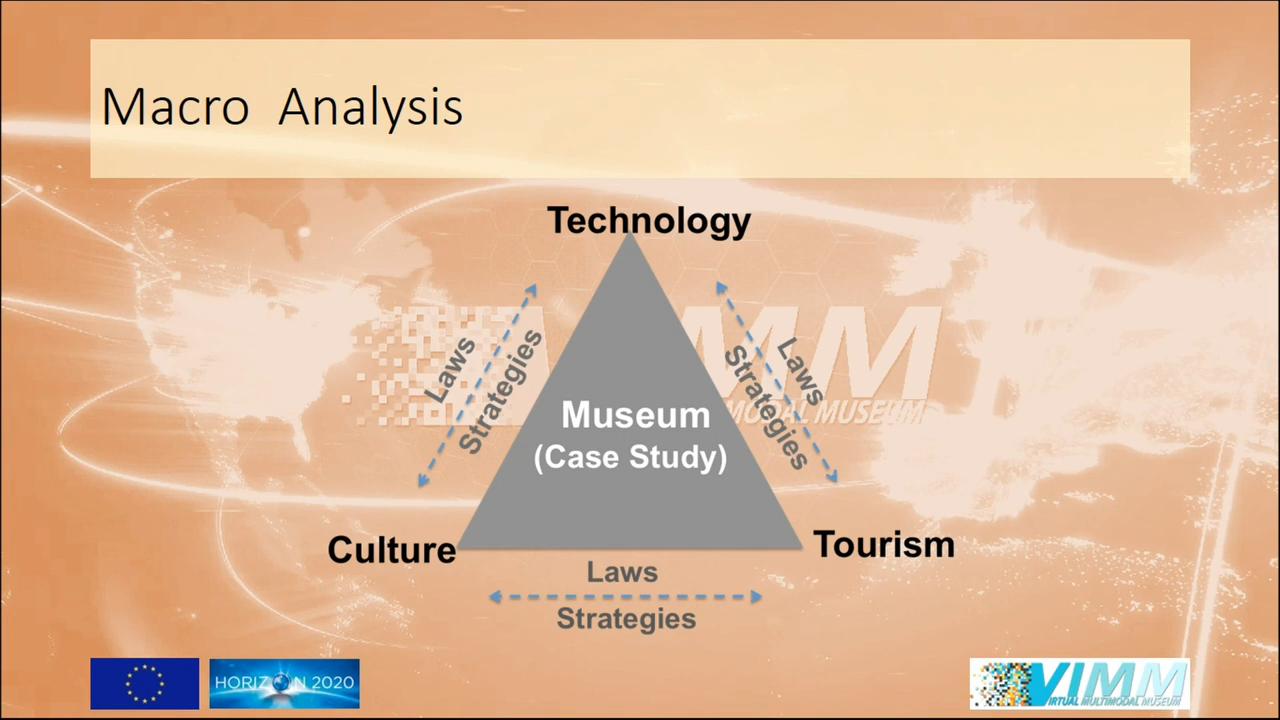 Macro Analysis
Technology
Laws
Strategies
Laws
Strategies
Museum
(Case Study)
Culture
Tourism
Laws
Strategies
HORIZON 2020
VIMM
VIRTUAL MULTIMODAL MUSEUM